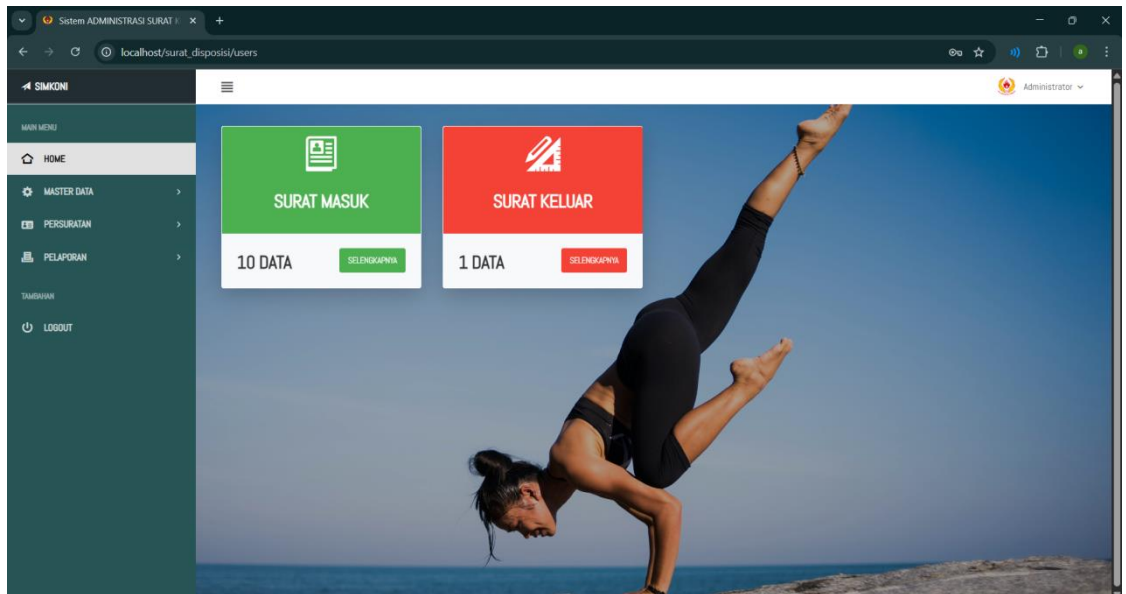 Sistem ADMINISTRASI SURAT K
localhost/surat_disposisi/users
SIMKONI
Administrator
MAIN MENU
HOME
MASTER DATA
PERSURATAN
PELAPORAN
TAMBAHAN
LOGOUT
SURAT MASUK
10 DATA
SELENGKAPNYA
SURAT KELUAR
1 DATA
SELENGKAPNYA
a